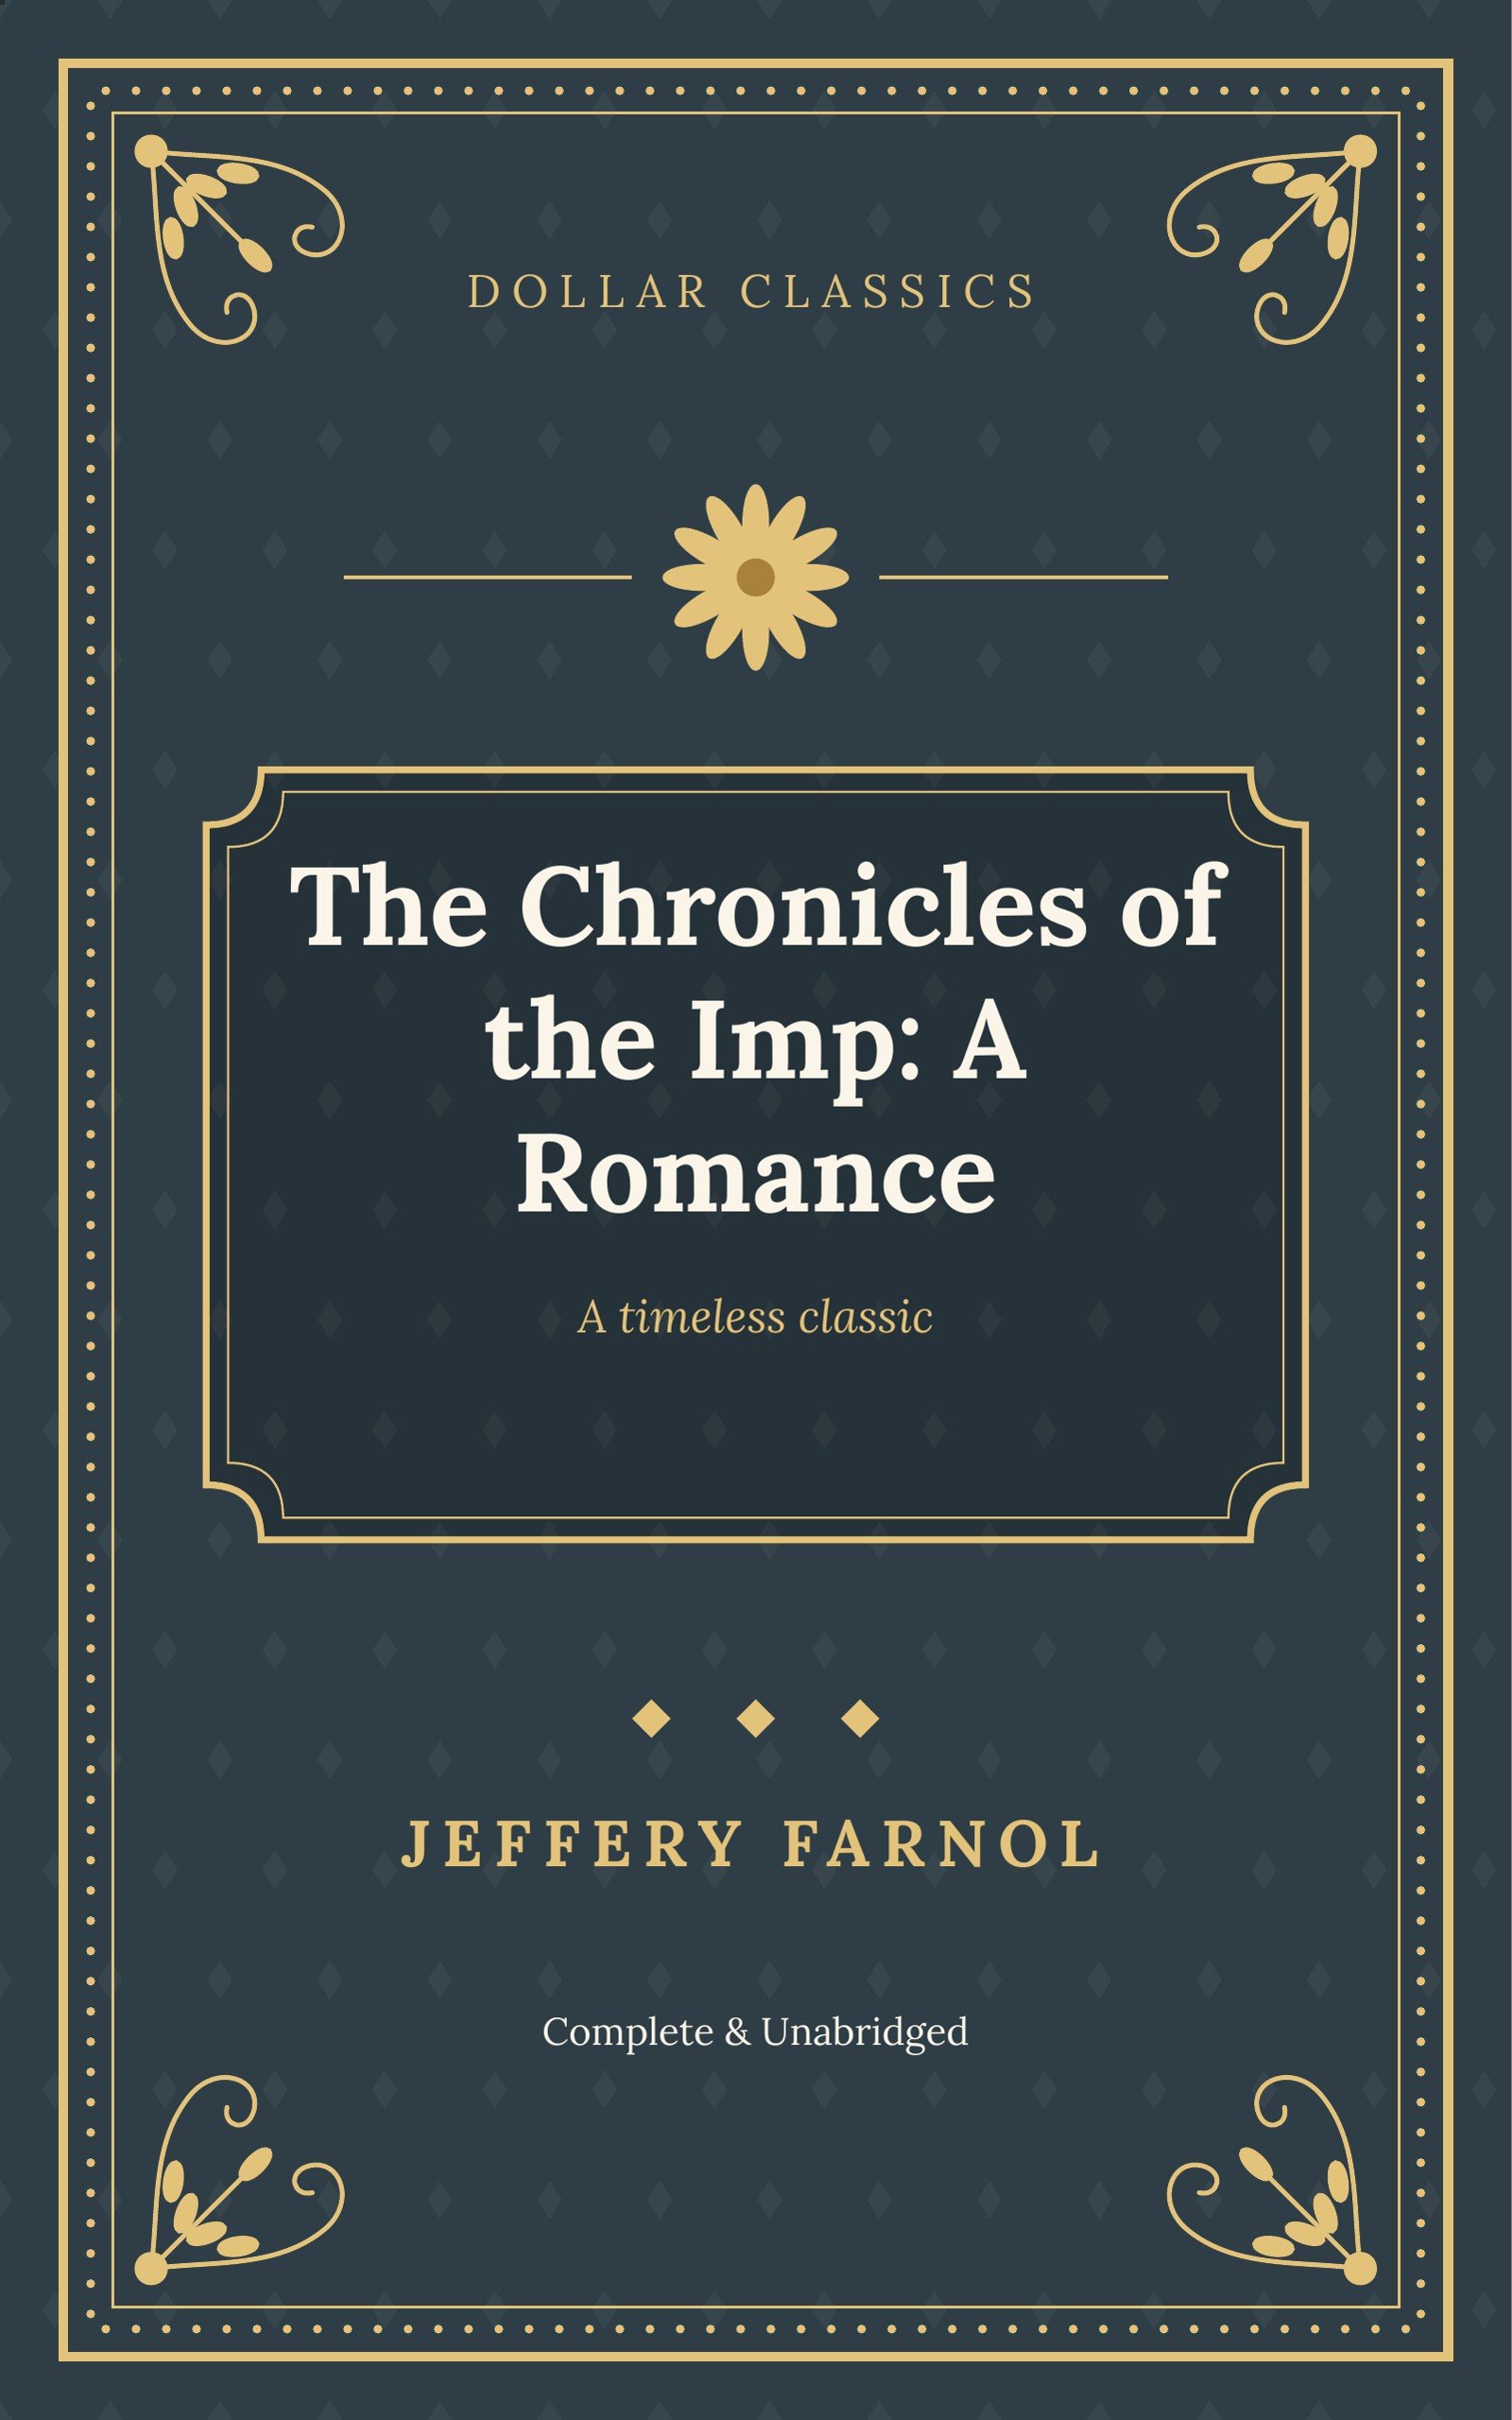 DOLLAR CLASSICS
The Chronicles of
the Imp: A
Romance
A timeless classic
JEFFERY FARNOL
Complete & Unabridged